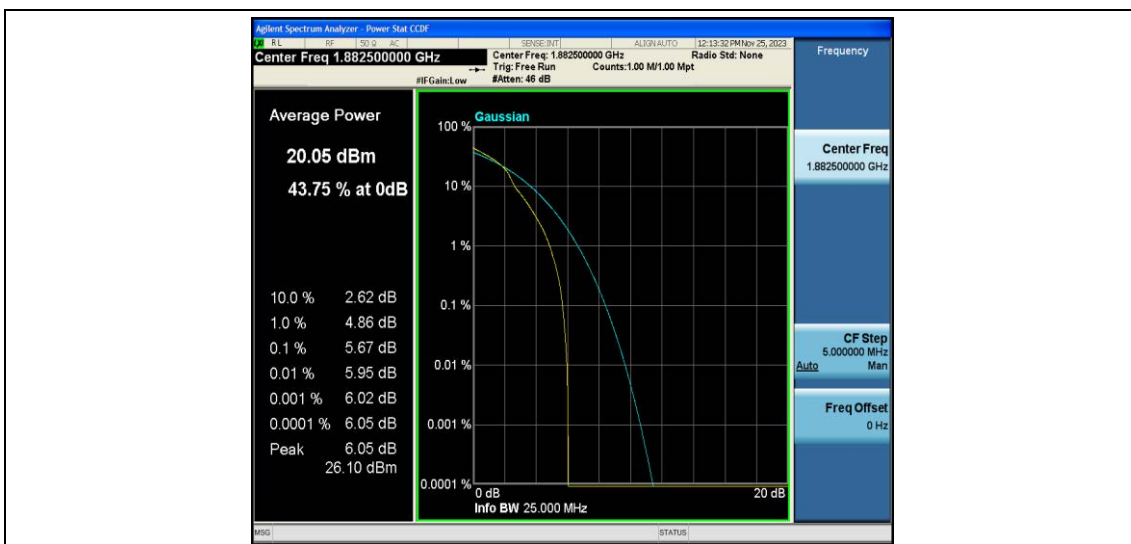 Agilent Spectrum Analyzer - Power Stat CCDF
RL RF 50 Ω AC SENSE:INT ALIGN AUTO 12:13:32 PM Nov 25, 2023
Center Freq 1.882500000 GHz
Center Freq: 1.882500000 GHz Radio Std: None
Trig: Free Run Counts:1.00 M/1.00 Mpt
#IFGain:Low #Atten: 46 dB
Frequency
Average Power
20.05 dBm
43.75 % at 0dB
10.0 % 2.62 dB
1.0 % 4.86 dB
0.1 % 5.67 dB
0.01 % 5.95 dB
0.001 % 6.02 dB
0.0001 % 6.05 dB
Peak 6.05 dB
26.10 dBm
Gaussian
100 %
10 %
1 %
0.1 %
0.01 %
0.001 %
0.0001 %
0 dB 20 dB
Info BW 25.000 MHz
Center Freq
1.882500000 GHz
CF Step
5.000000 MHz
Auto Man
Freq Offset
0 Hz
MSG STATUS